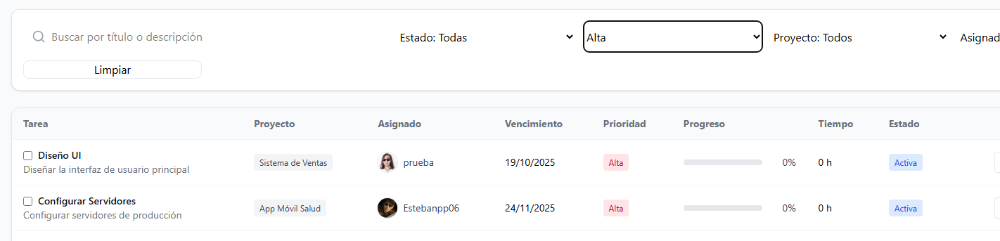 Buscar por título o descripción
Estado: Todas
Alta
Proyecto: Todos
Asignad
Limpiar
Tarea Proyecto Asignado Vencimiento Prioridad Progreso Tiempo Estado
Diseño UI
Diseñar la interfaz de usuario principal
Sistema de Ventas prueba 19/10/2025 Alta 0% 0 h Activa
Configurar Servidores
Configurar servidores de producción
App Móvil Salud Estebanpp06 24/11/2025 Alta 0% 0 h Activa